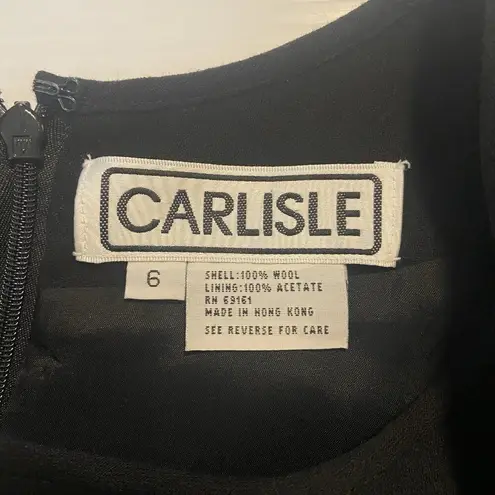 CARLISLE
6
SHELL:100% WOOL
LINING:100% ACETATE
RN 69161
MADE IN HONG KONG
SEE REVERSE FOR CARE